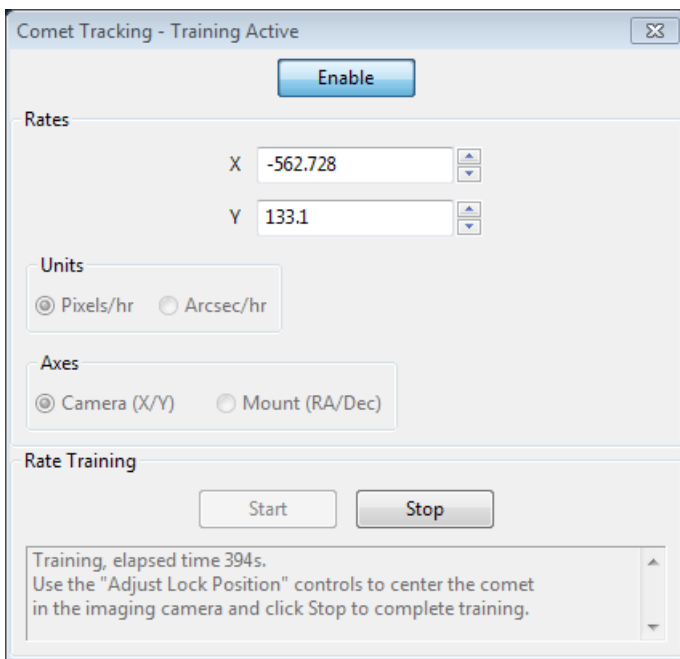 Comet Tracking - Training Active
Enable
Rates
X -562.728
Y 133.1
Units
Pixels/hr Arcsec/hr
Axes
Camera (X/Y) Mount (RA/Dec)
Rate Training
Start Stop
Training, elapsed time 394s.
Use the "Adjust Lock Position" controls to center the comet
in the imaging camera and click Stop to complete training.